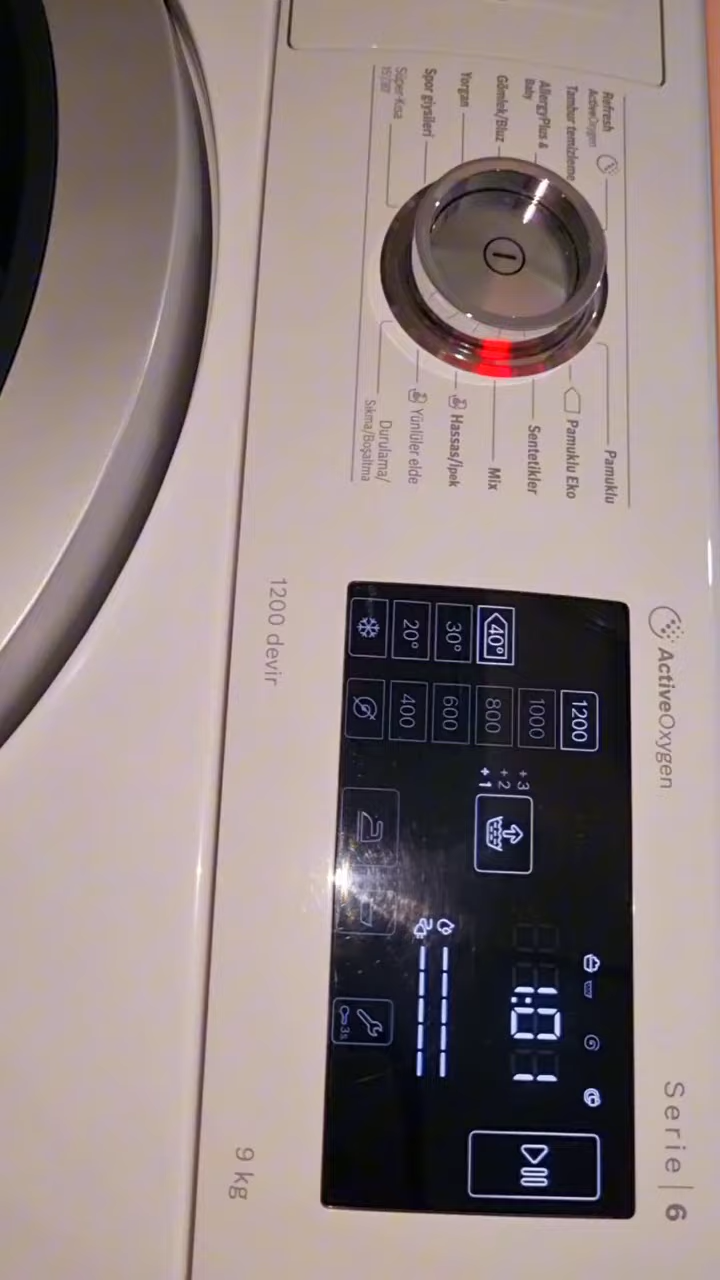 Refresh
ActiveOxygen
Tambur temizleme
AllergyPlus &
Baby
Gömlek/Bluz
Yorgan
Spor giysileri
Süper Kısa
15'/30'
Pamuklu
Pamuklu Eko
Sentetikler
Mix
Hassas/İpek
Yünlüler elde
Durulama/
Sıkma/Boşaltma
1200 devir
ActiveOxygen
Serie | 6
9 kg
40°
30°
20°
1200
1000
800
600
400
+ 3
+ 2
+ 1
1:01
3s